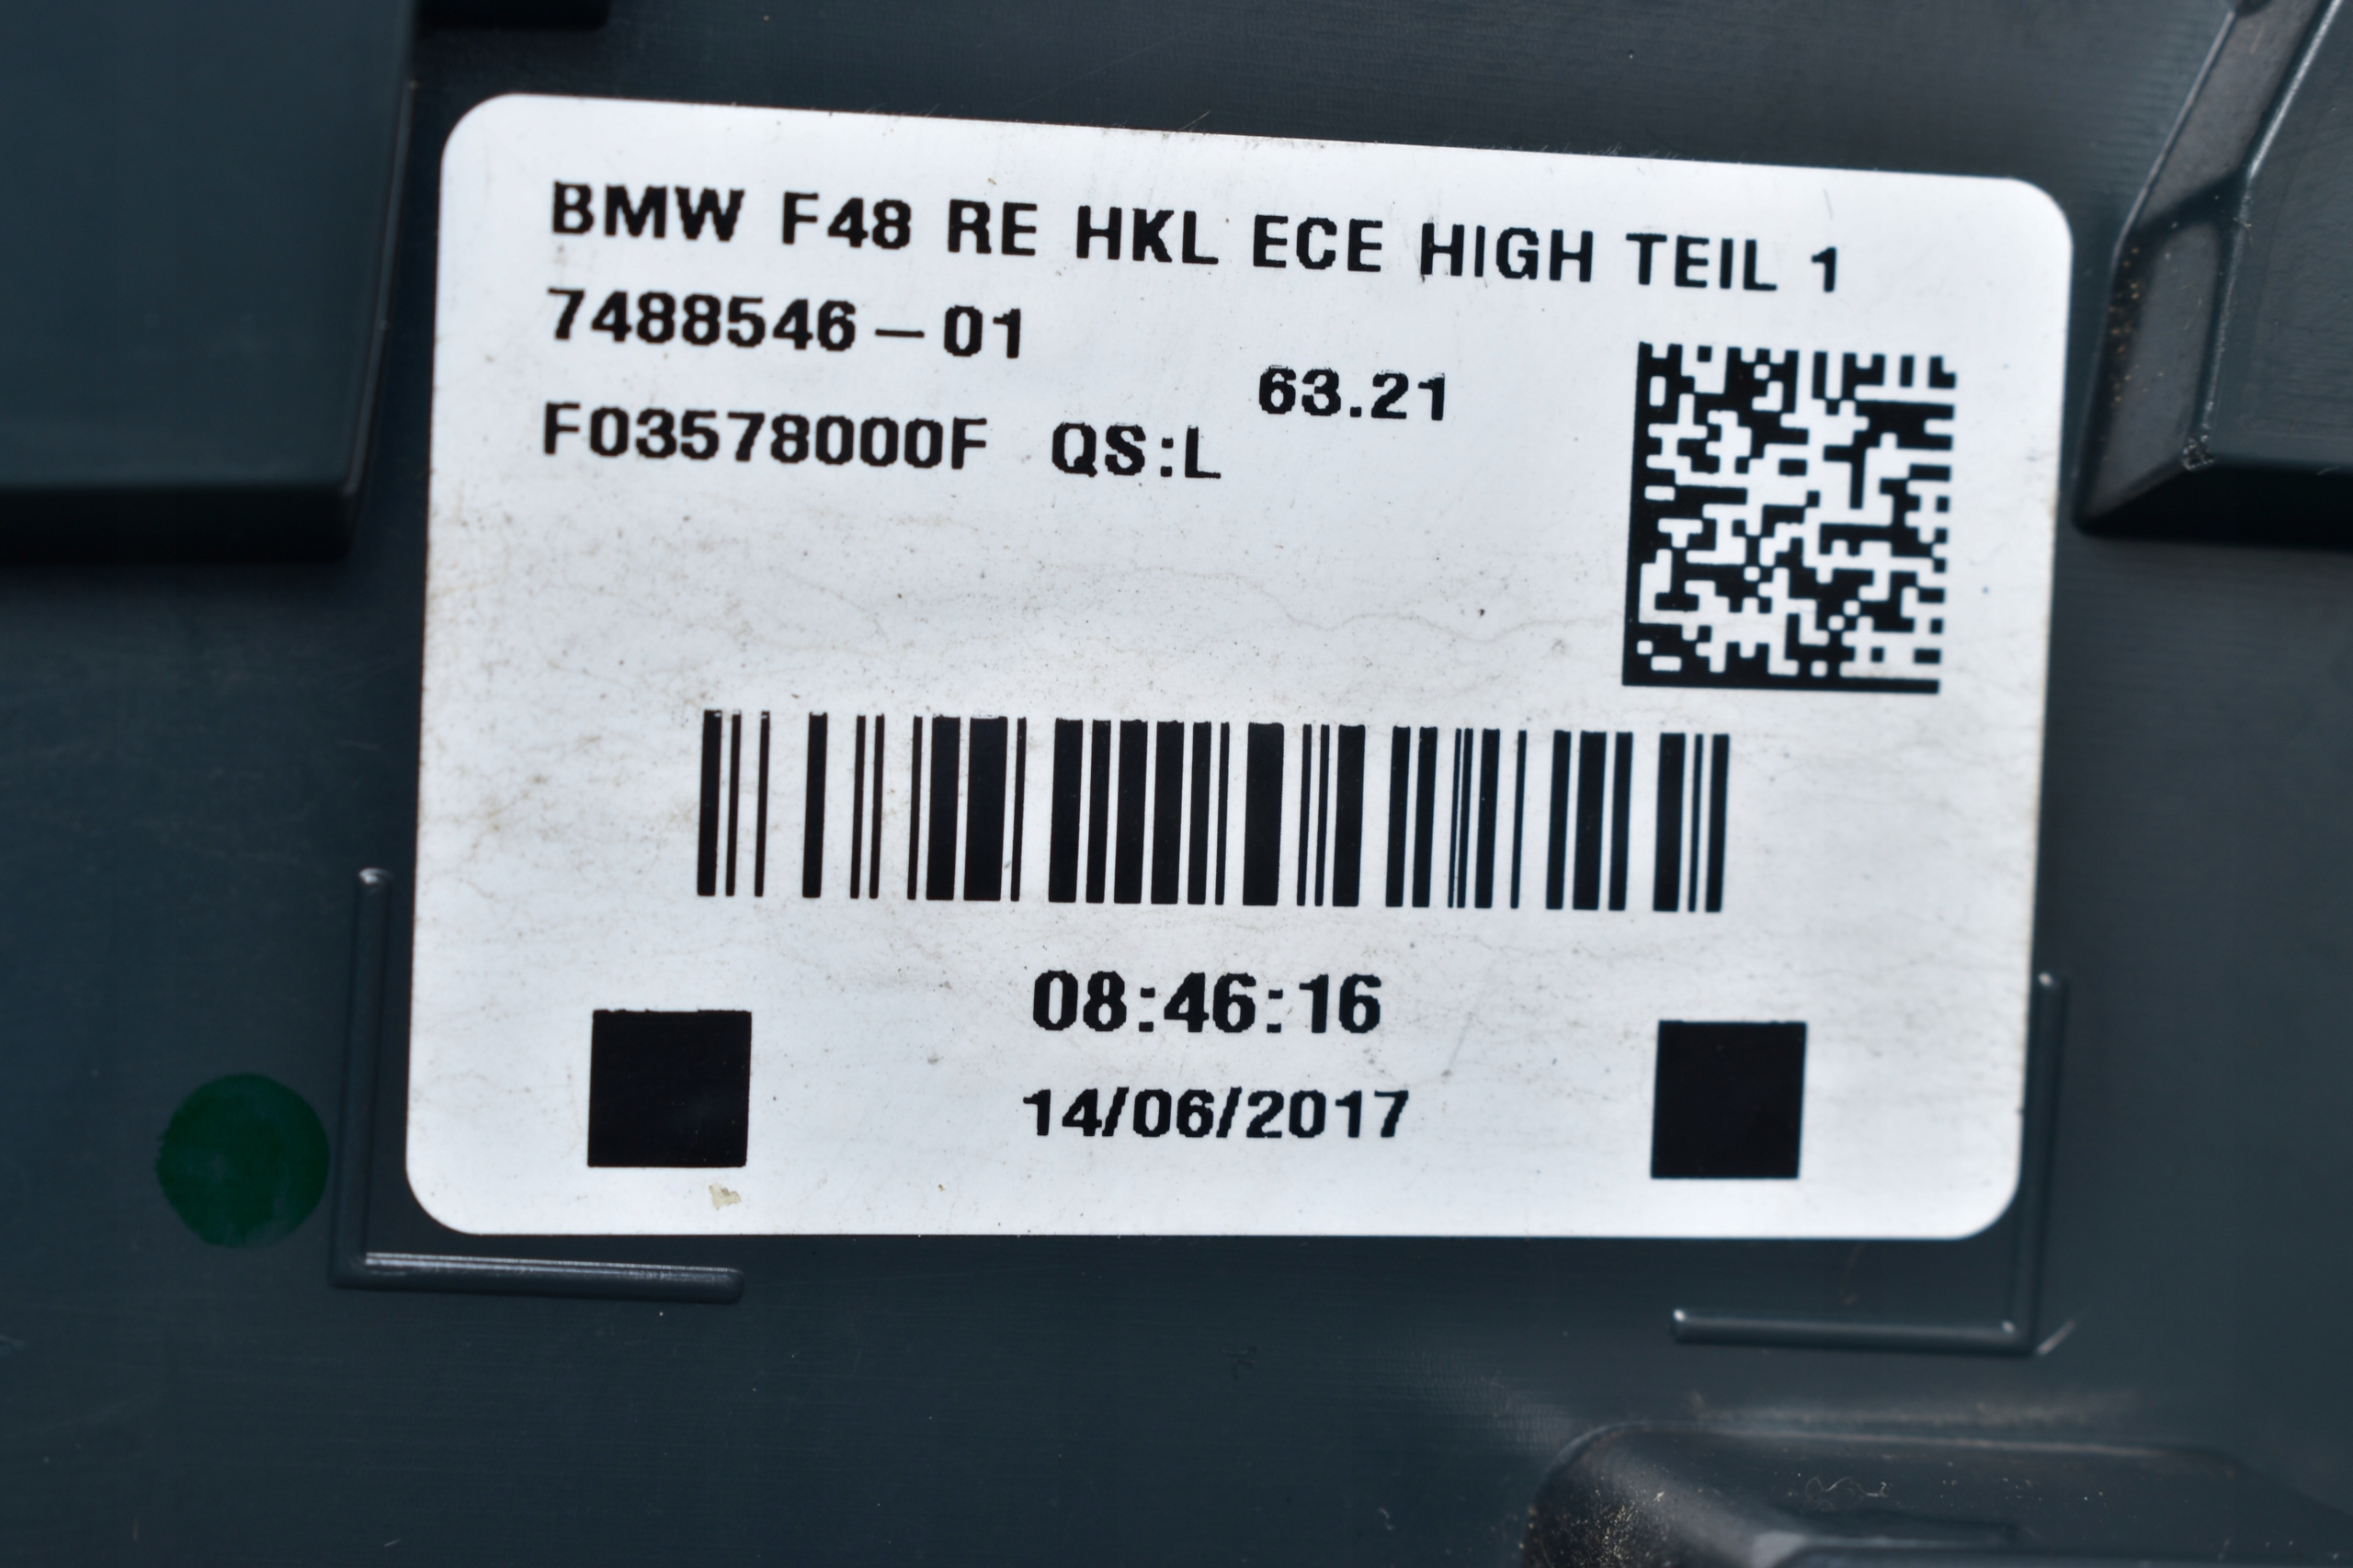 BMW F48 RE HKL ECE HIGH TEIL 1
7488546-01
63.21
F03578000F QS:L
08:46:16
14/06/2017